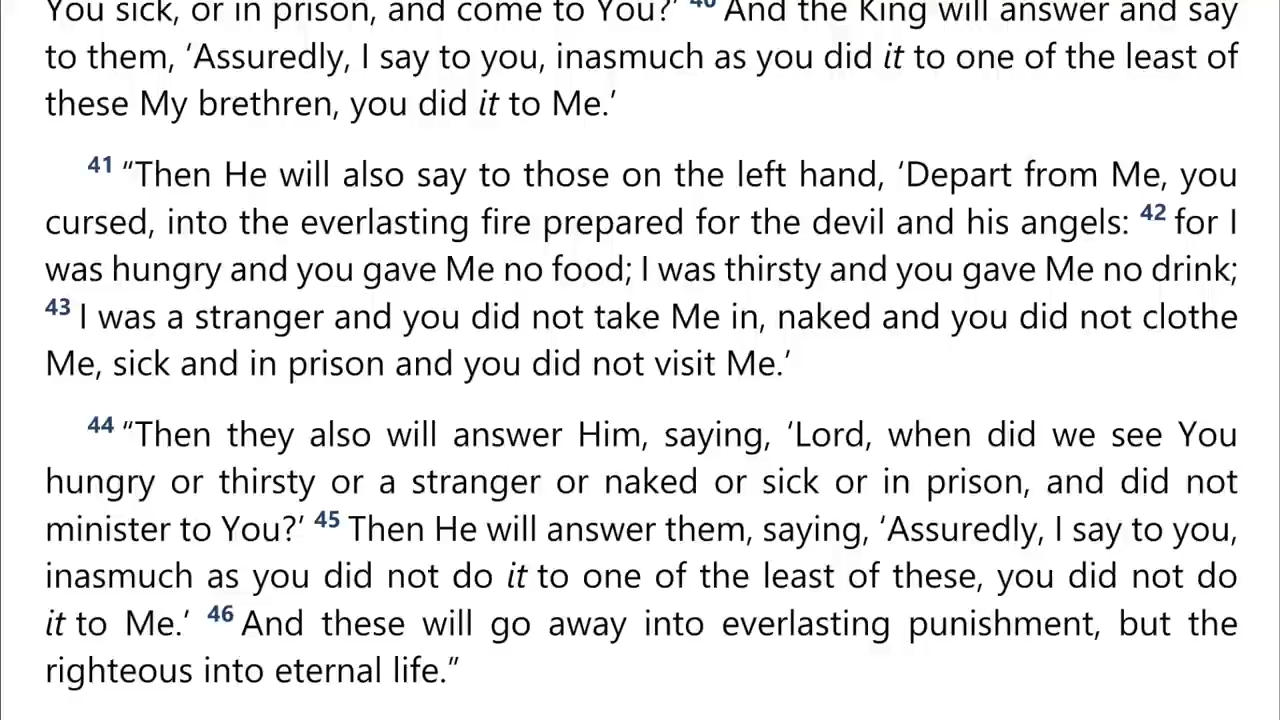 You sick, or in prison, and come to You?’ 40 And the King will answer and say
to them, ‘Assuredly, I say to you, inasmuch as you did it to one of the least of
these My brethren, you did it to Me.’
41 “Then He will also say to those on the left hand, ‘Depart from Me, you
cursed, into the everlasting fire prepared for the devil and his angels: 42 for I
was hungry and you gave Me no food; I was thirsty and you gave Me no drink;
43 I was a stranger and you did not take Me in, naked and you did not clothe
Me, sick and in prison and you did not visit Me.’
44 “Then they also will answer Him, saying, ‘Lord, when did we see You
hungry or thirsty or a stranger or naked or sick or in prison, and did not
minister to You?’ 45 Then He will answer them, saying, ‘Assuredly, I say to you,
inasmuch as you did not do it to one of the least of these, you did not do
it to Me.’ 46 And these will go away into everlasting punishment, but the
righteous into eternal life.”